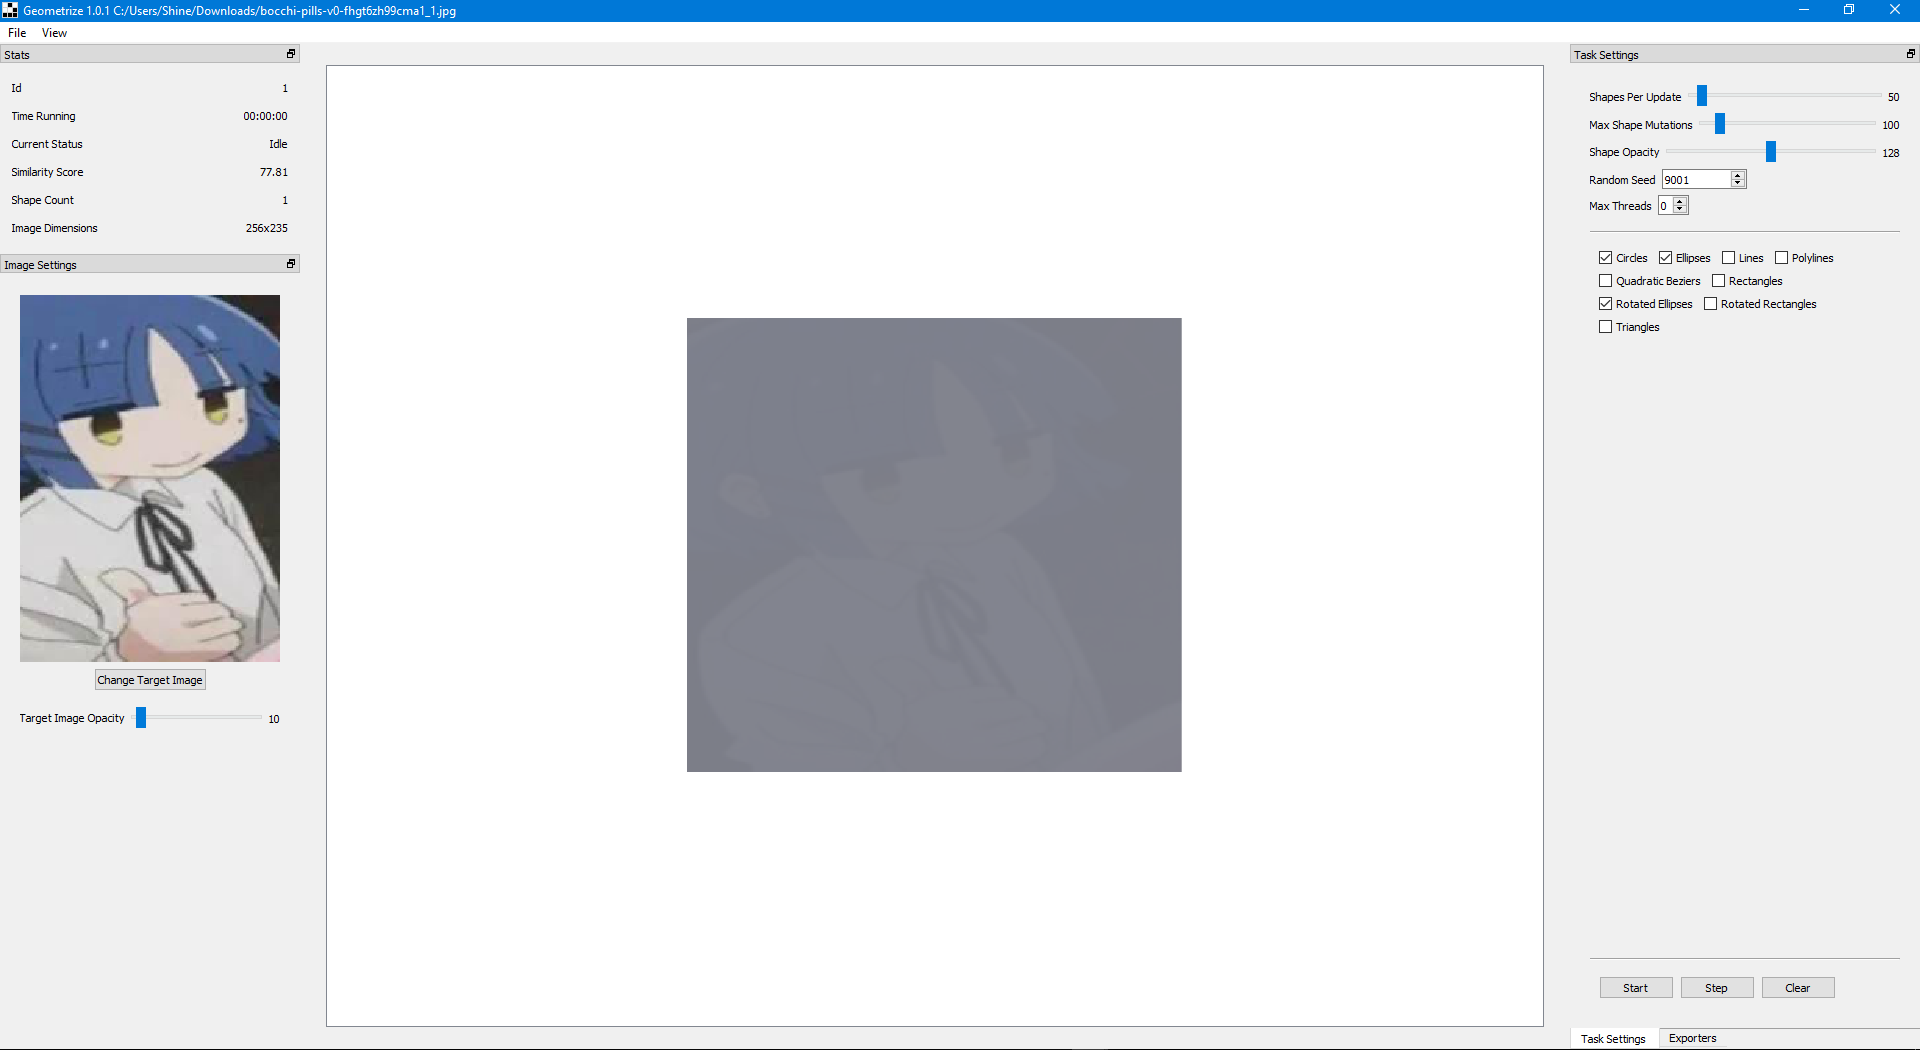 Geometrize 1.0.1 C:/Users/Shine/Downloads/bocchi-pills-v0-fhgt6zh99cma1_1.jpg
File View
Stats
Id 1
Time Running 00:00:00
Current Status Idle
Similarity Score 77.81
Shape Count 1
Image Dimensions 256x235
Image Settings
Change Target Image
Target Image Opacity 10
Task Settings
Shapes Per Update 50
Max Shape Mutations 100
Shape Opacity 128
Random Seed 9001
Max Threads 0
Circles Ellipses Lines Polylines
Quadratic Beziers Rectangles
Rotated Ellipses Rotated Rectangles
Triangles
Start Step Clear
Task Settings Exporters